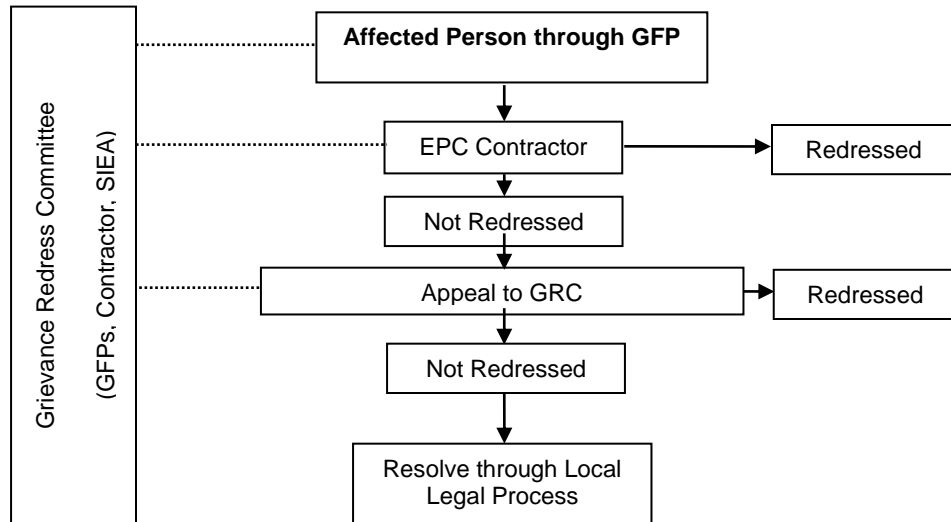 Grievance Redress Committee
(GFPs, Contractor, SIEA)
Affected Person through GFP
EPC Contractor
Redressed
Not Redressed
Appeal to GRC
Redressed
Not Redressed
Resolve through Local
Legal Process